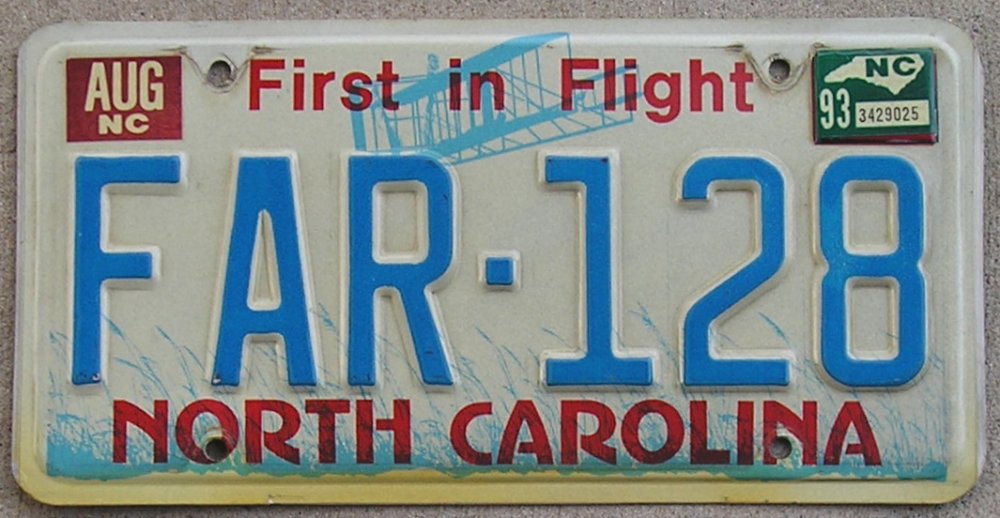 AUG
NC
First in Flight
NC
93 3429025
FAR·128
NORTH CAROLINA